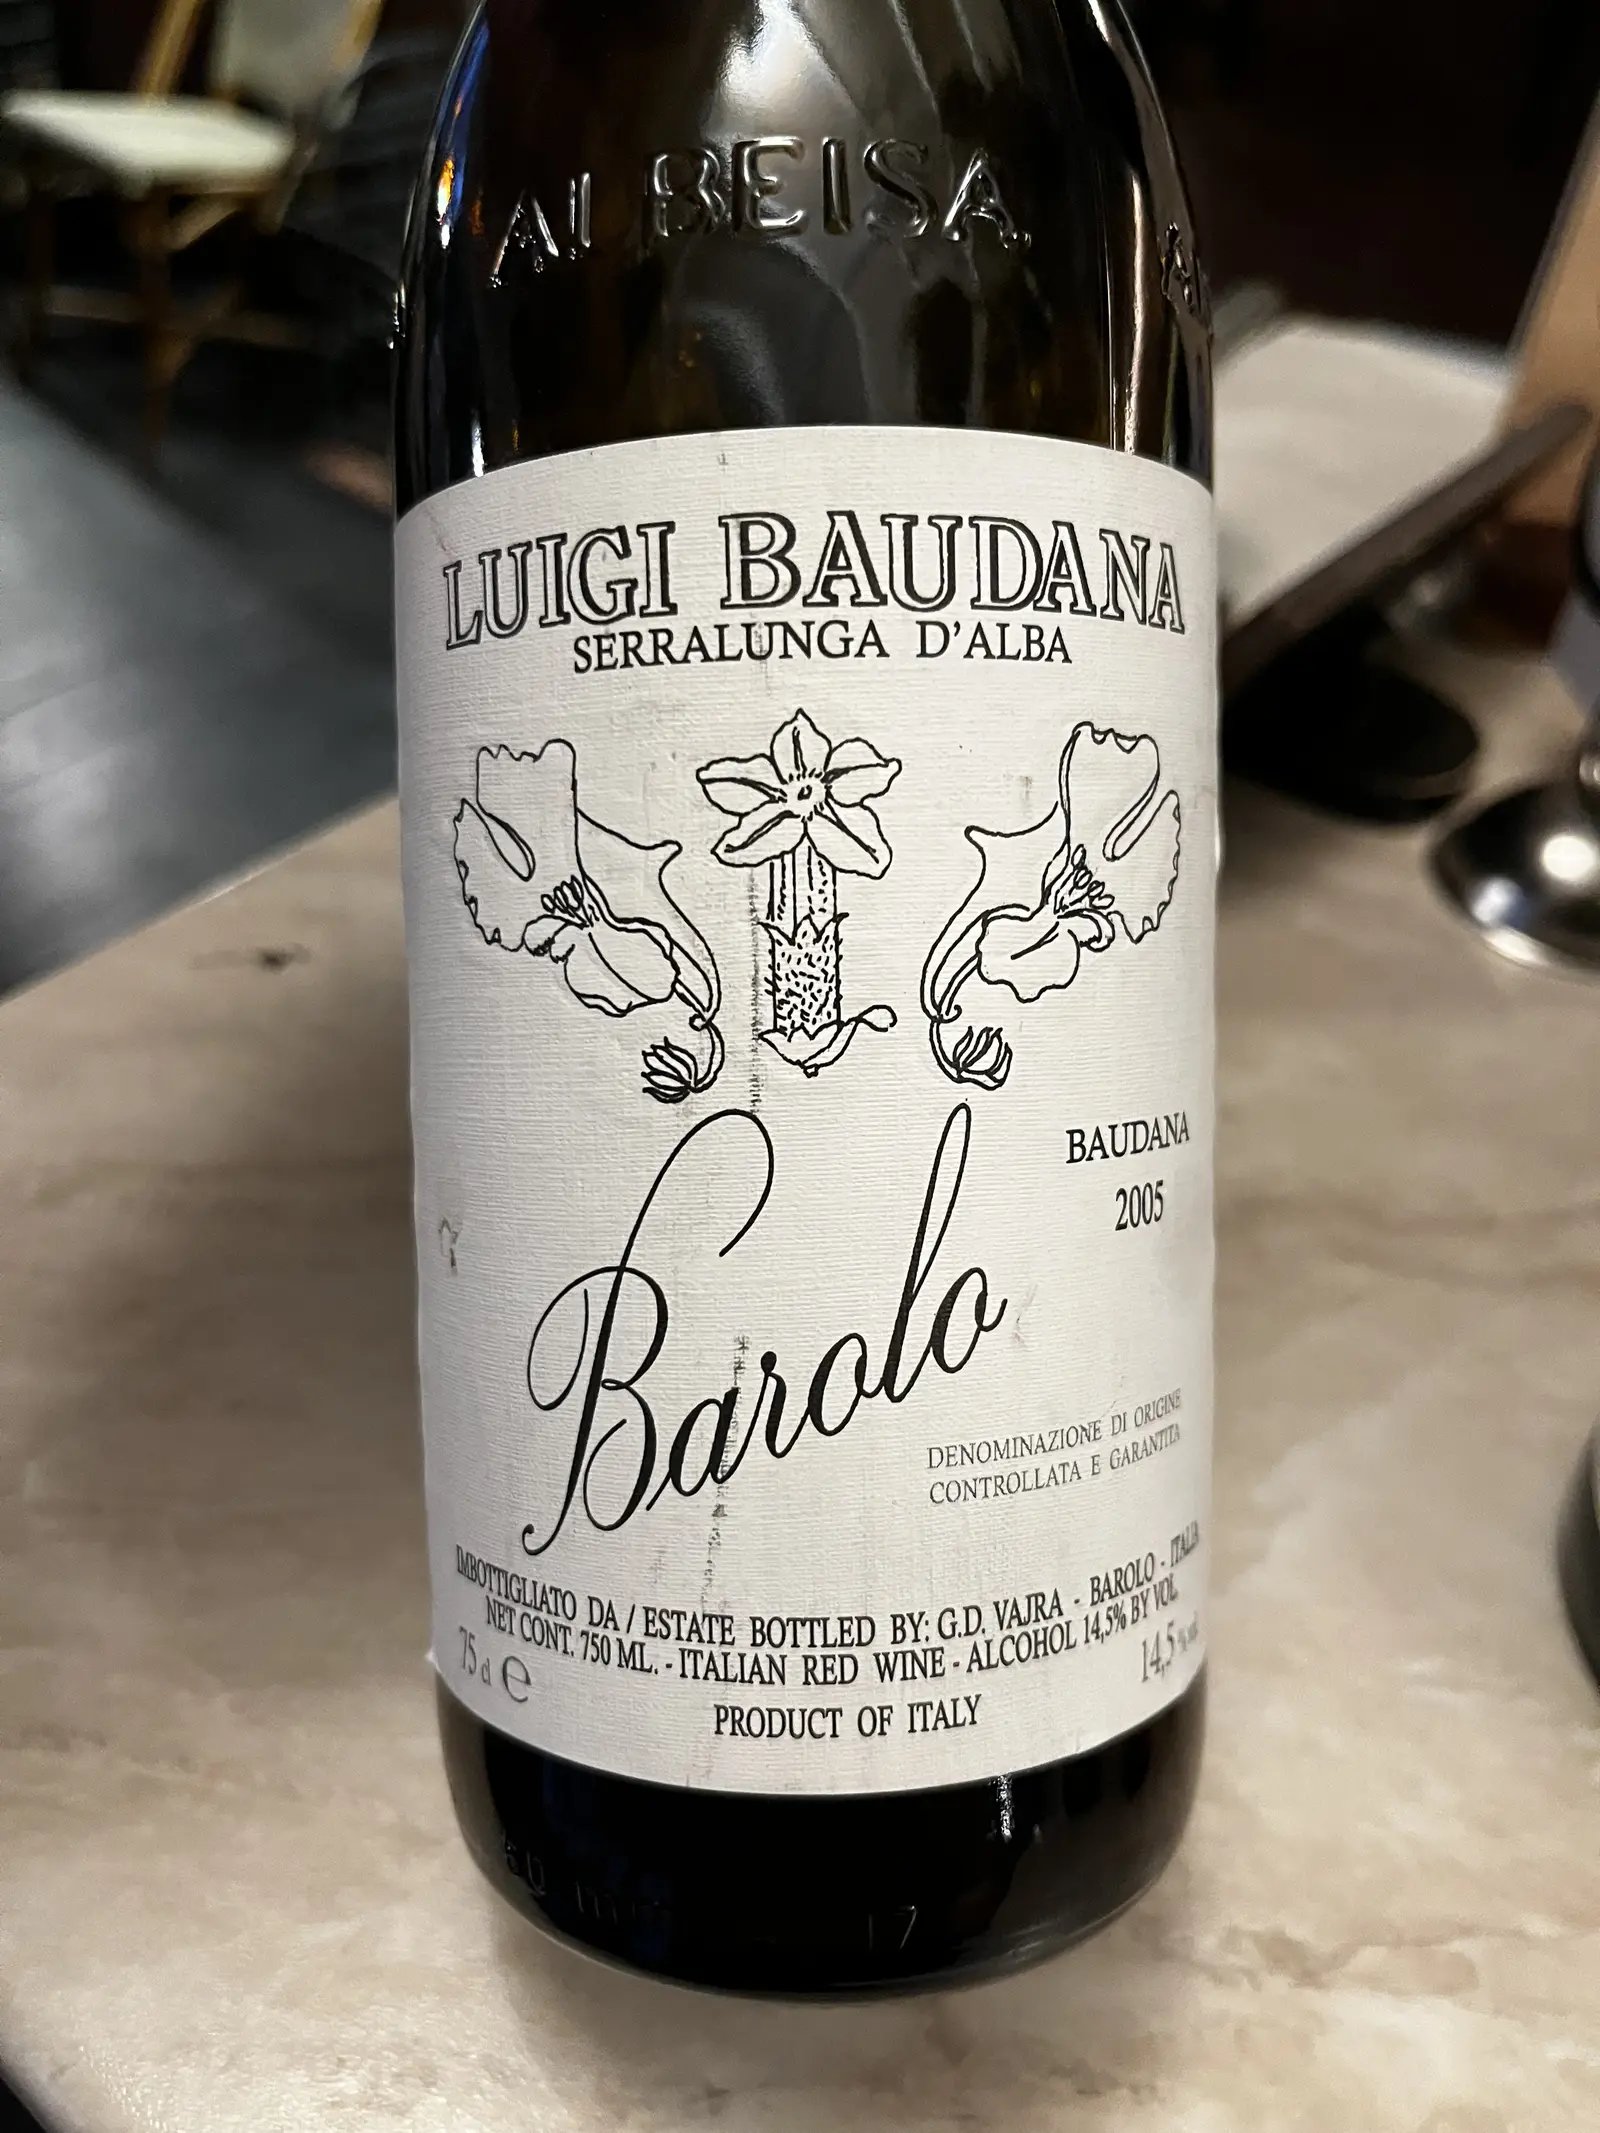 ALBEISA
LUIGI BAUDANA
SERRALUNGA D'ALBA
BAUDANA
2005
Barolo
DENOMINAZIONE DI ORIGINE
CONTROLLATA E GARANTITA
IMBOTTIGLIATO DA / ESTATE BOTTLED BY: G.D. VAJRA - BAROLO - ITALIA
NET CONT. 750 ML. - ITALIAN RED WINE - ALCOHOL 14,5% BY VOL.
75 cl e
14,5% vol
PRODUCT OF ITALY
17